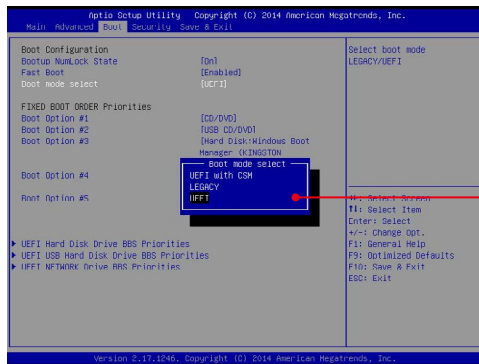 Aptio Setup Utility Copyright (C) 2014 American Megatrends, Inc.
Main Advanced Boot Security Save & Exit
Boot Configuration
Bootup NumLock State [On]
Fast Boot [Enabled]
Boot mode select [UEFI]
FIXED BOOT ORDER Priorities
Boot Option #1 [CD/DVD]
Boot Option #2 [USB CD/DVD]
Boot Option #3 [Hard Disk:Windows Boot
Manager (KINGSTON
Boot Option #4
Boot Option #5
Boot mode select
UEFI with CSM
LEGACY
UEFI
UEFI Hard Disk Drive BBS Priorities
UEFI USB Hard Disk Drive BBS Priorities
UEFI NETWORK Drive BBS Priorities
Select boot mode
LEGACY/UEFI
Select Screen
↑↓: Select Item
Enter: Select
+/-: Change Opt.
F1: General Help
F9: Optimized Defaults
F10: Save & Exit
ESC: Exit
Version 2.17.1246. Copyright (C) 2014 American Megatrends, Inc.